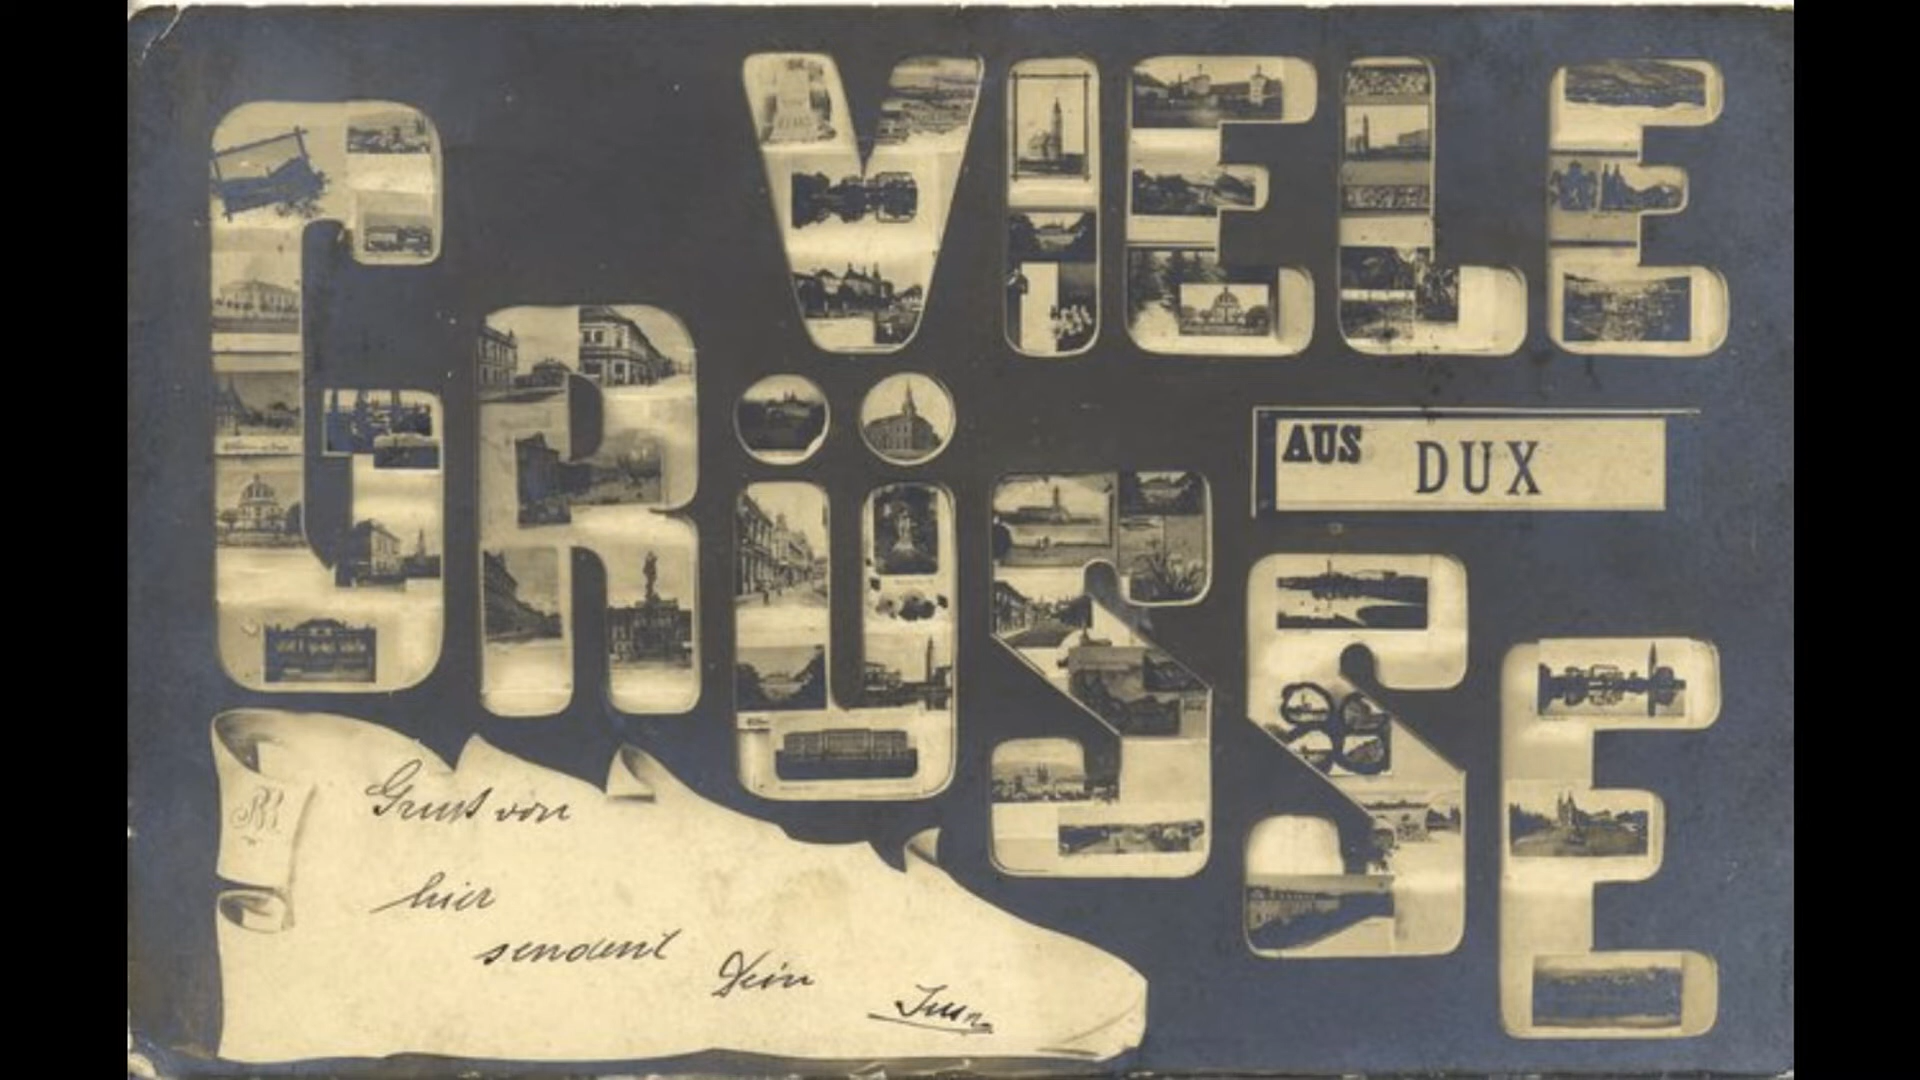 VIELE
GRÜSSE
AUS DUX
Gruss von
hier
sendent
Dein